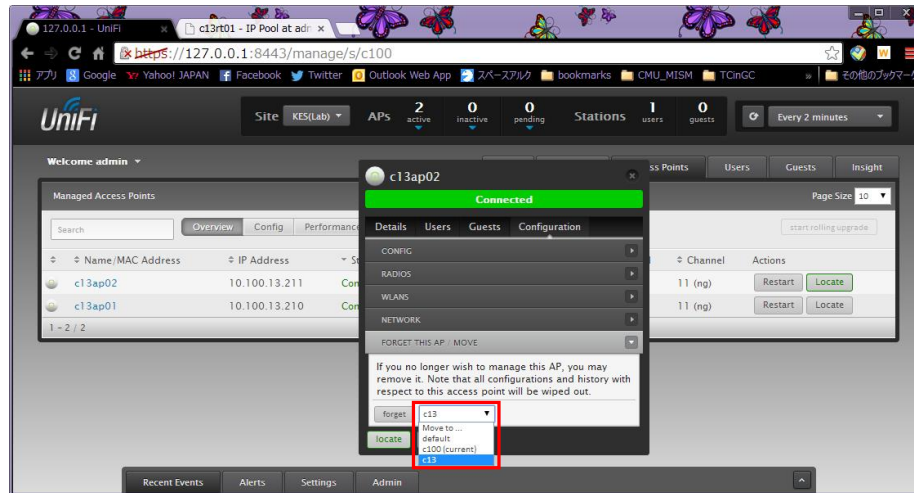 127.0.0.1 - UniFi
c13rt01 - IP Pool at adr
https://127.0.0.1:8443/manage/s/c100
アプリ Google Yahoo! JAPAN Facebook Twitter Outlook Web App スペースアルク bookmarks CMU_MISM TCinGC » その他のブックマーク
UniFi
Site KES(Lab) APs 2 active 0 inactive 0 pending Stations 1 users 0 guests Every 2 minutes
Welcome admin
ss Points Users Guests Insight
Managed Access Points
Page Size 10
Search Overview Config Performance
start rolling upgrade
Name/MAC Address IP Address St Channel Actions
c13ap02 10.100.13.211 Con 11 (ng) Restart Locate
c13ap01 10.100.13.210 Con 11 (ng) Restart Locate
1 - 2 / 2
c13ap02
Connected
Details Users Guests Configuration
CONFIG
RADIOS
WLANS
NETWORK
FORGET THIS AP / MOVE
If you no longer wish to manage this AP, you may
remove it. Note that all configurations and history with
respect to this access point will be wiped out.
forget c13
Move to ...
default
c100 (current)
c13
locate
Recent Events Alerts Settings Admin